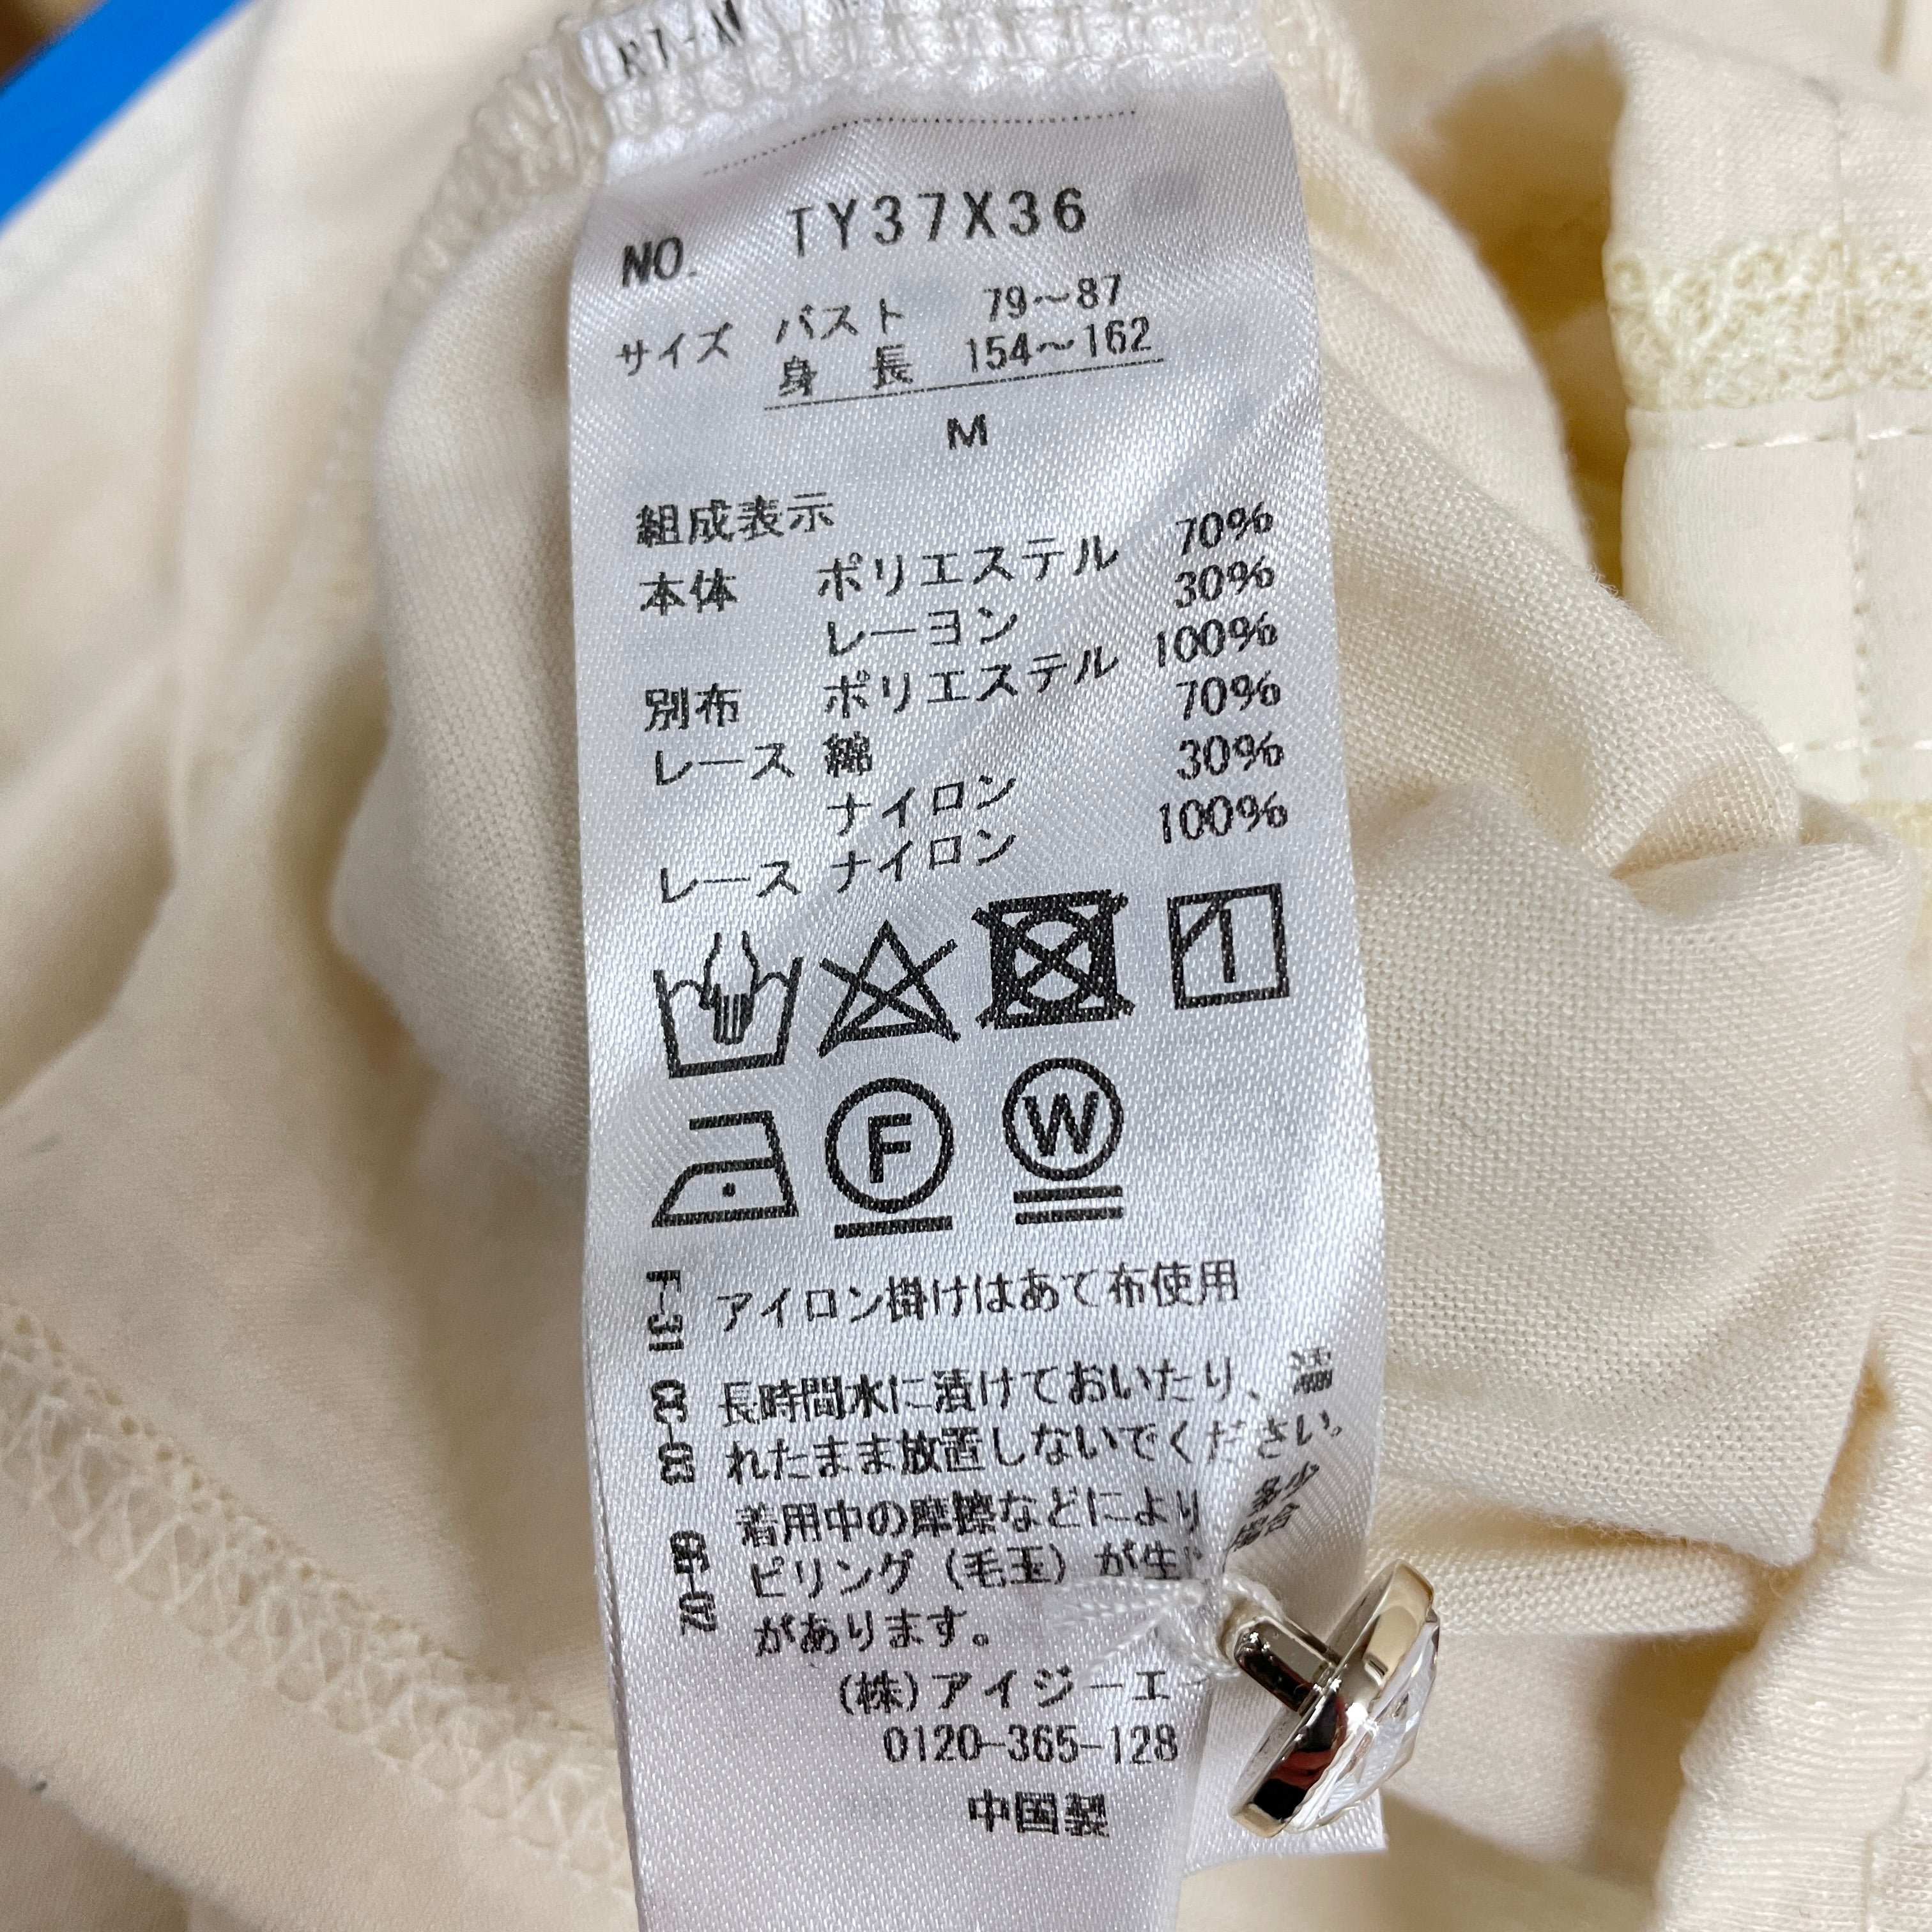 NO. TY37X36
サイズ バスト 79～87
身 長 154～162
M
組成表示
本体 ポリエステル 70%
レーヨン 30%
別布 ポリエステル 100%
レース 綿 70%
ナイロン 30%
レース ナイロン 100%
F
W
アイロン掛けはあて布使用
長時間水に漬けておいたり、濡
れたまま放置しないでください。
着用中の摩擦などにより 多少
ピリング（毛玉）が生 場合
があります。
(株)アイジーエ
0120-365-128
中国製